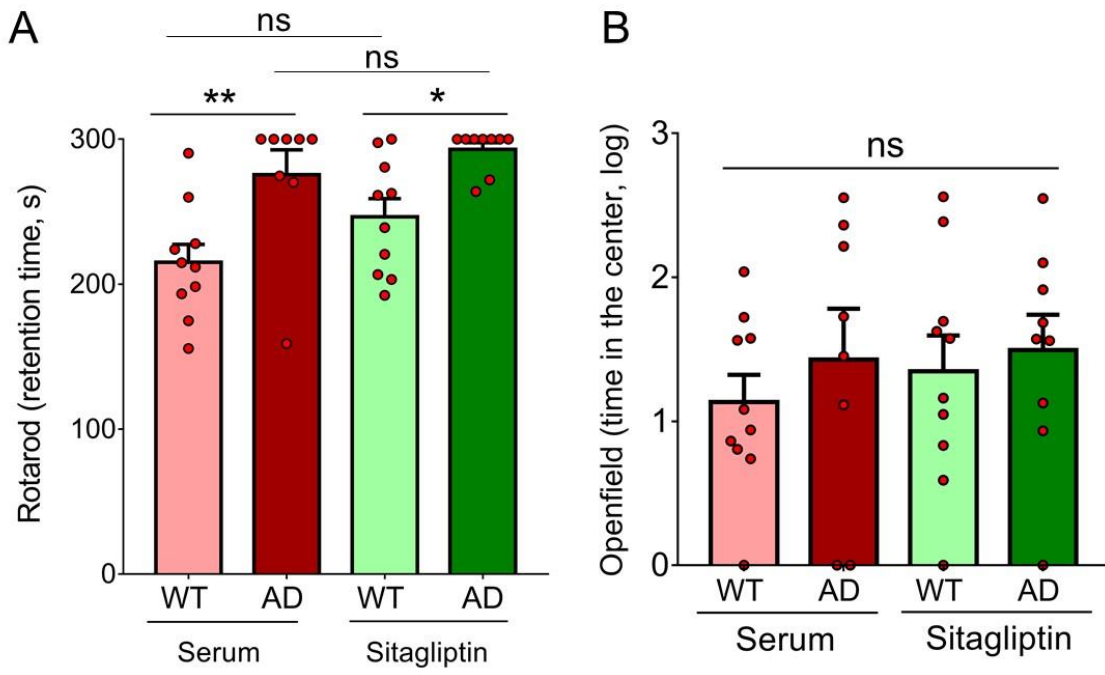 A
ns
ns
**
*
Rotarod (retention time, s)
300
200
100
0
WT AD WT AD
Serum Sitagliptin
B
ns
Openfield (time in the center, log)
3
2
1
0
WT AD WT AD
Serum Sitagliptin